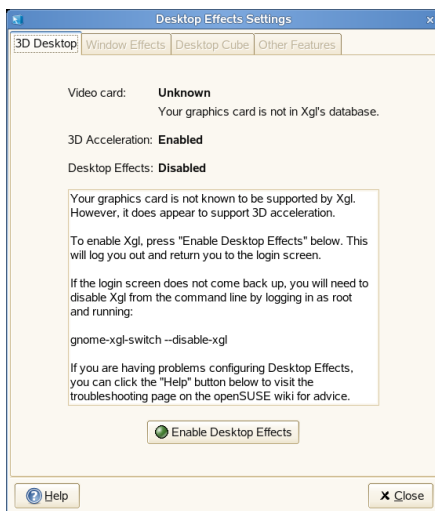 Desktop Effects Settings
3D Desktop Window Effects Desktop Cube Other Features
Video card: Unknown
Your graphics card is not in Xgl's database.
3D Acceleration: Enabled
Desktop Effects: Disabled
Your graphics card is not known to be supported by Xgl.
However, it does appear to support 3D acceleration.
To enable Xgl, press "Enable Desktop Effects" below. This
will log you out and return you to the login screen.
If the login screen does not come back up, you will need to
disable Xgl from the command line by logging in as root
and running:
gnome-xgl-switch --disable-xgl
If you are having problems configuring Desktop Effects,
you can click the "Help" button below to visit the
troubleshooting page on the openSUSE wiki for advice.
Enable Desktop Effects
Help
Close